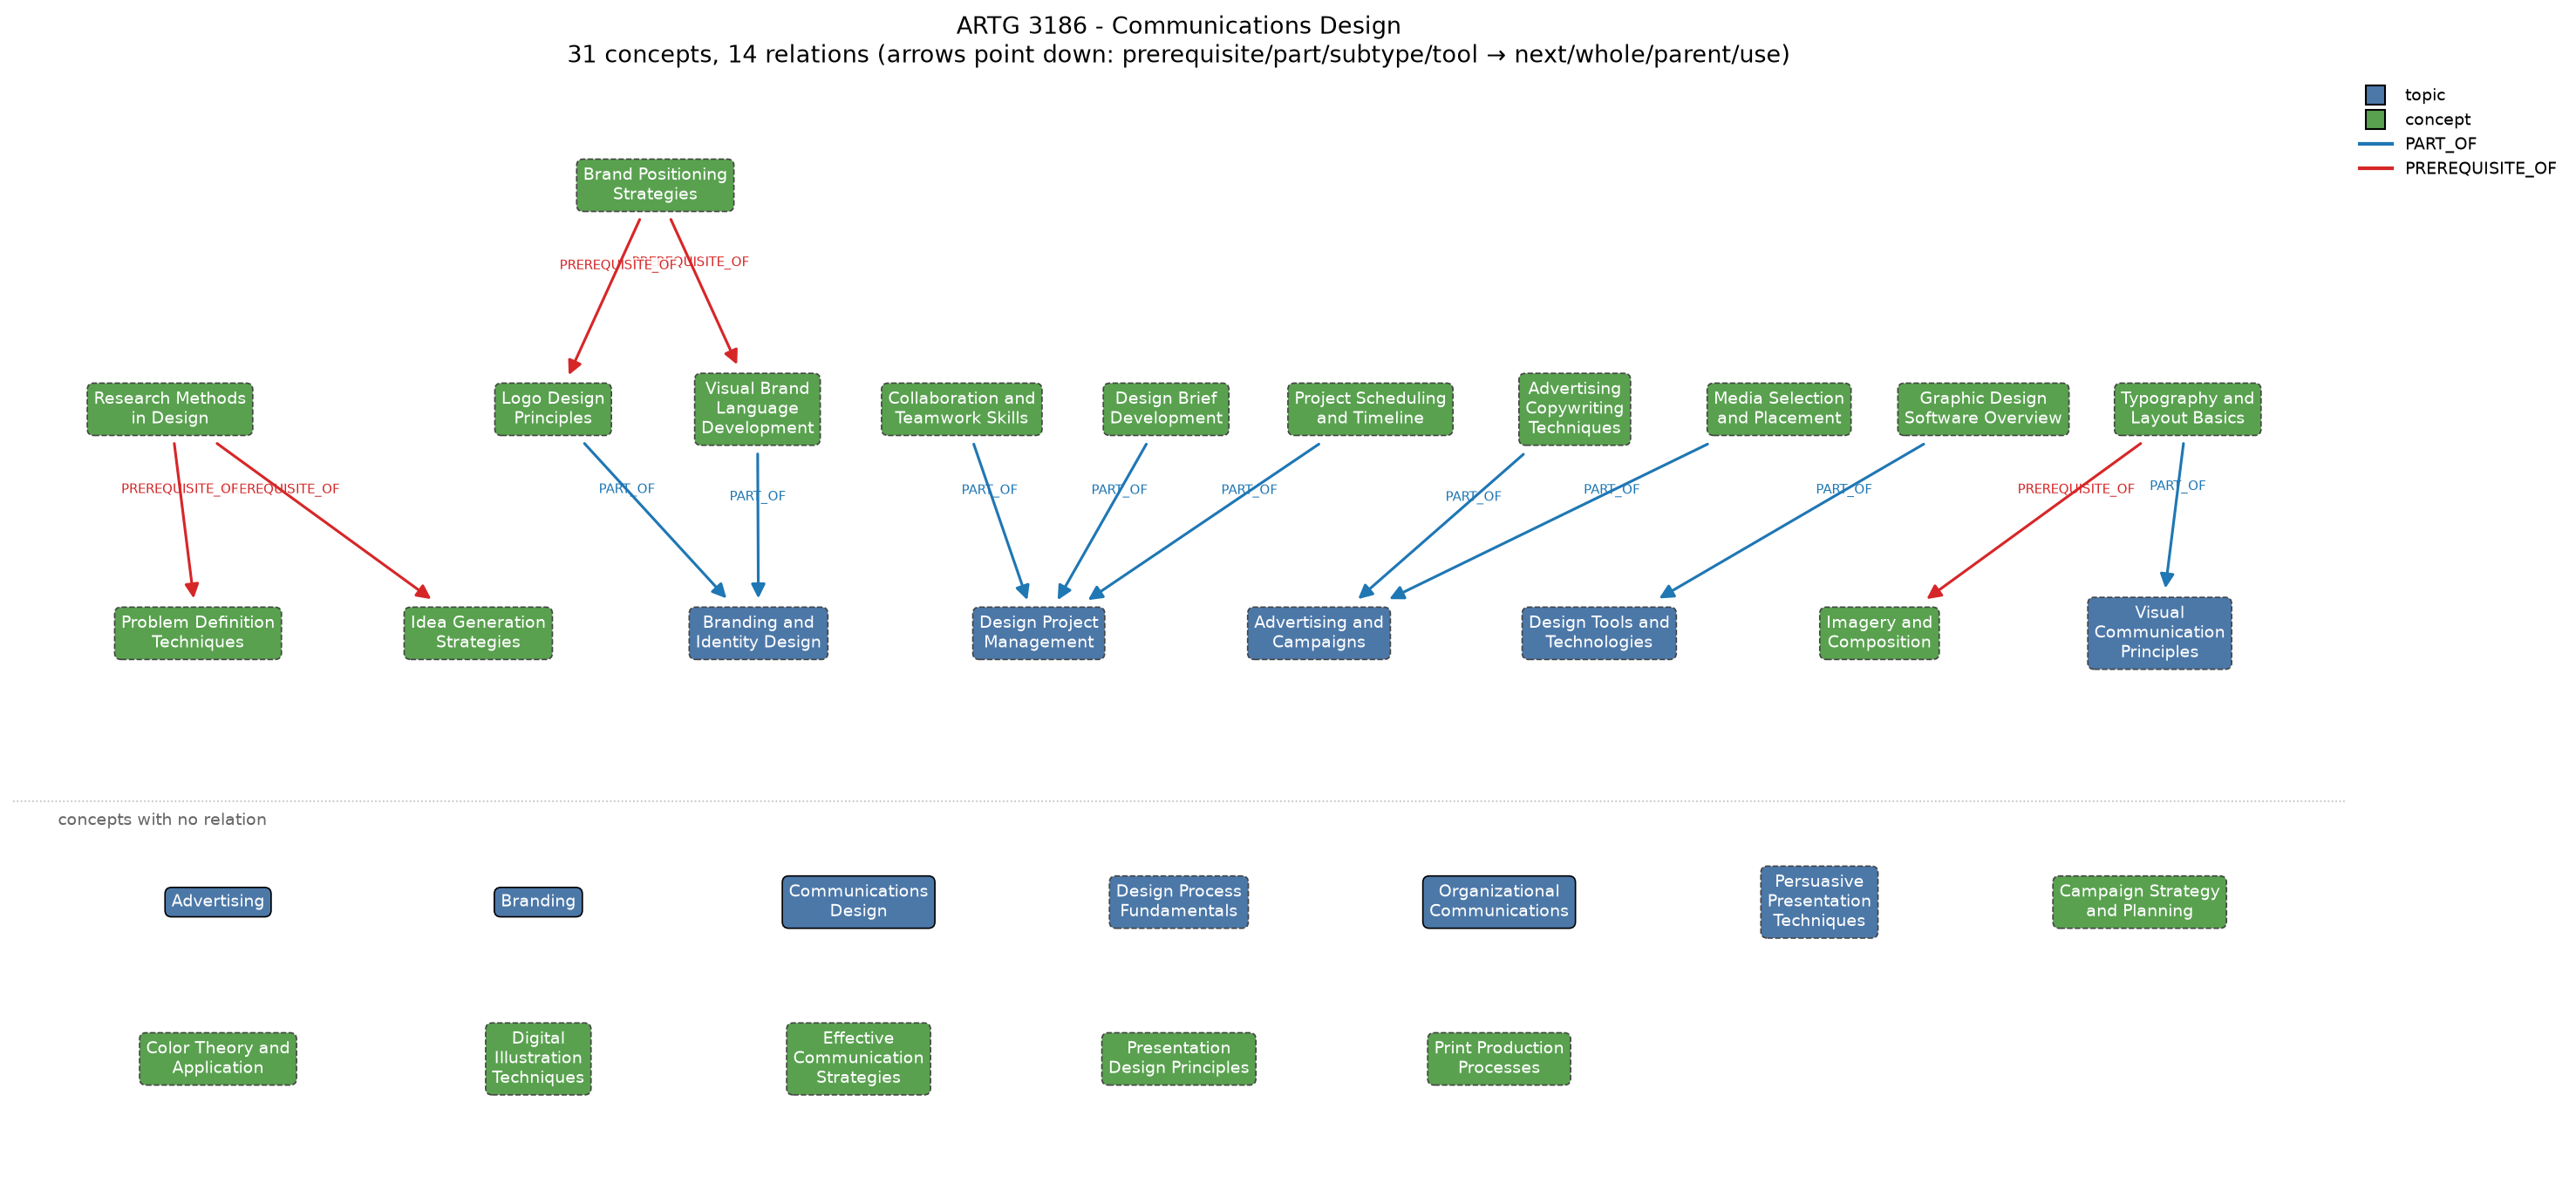 ARTG 3186 - Communications Design
31 concepts, 14 relations (arrows point down: prerequisite/part/subtype/tool → next/whole/parent/use)
topic
concept
PART_OF
PREREQUISITE_OF
Brand Positioning
Strategies
PREREQUISITE_OF
PREREQUISITE_OF
Research Methods
in Design
Logo Design
Principles
Visual Brand
Language
Development
Collaboration and
Teamwork Skills
Design Brief
Development
Project Scheduling
and Timeline
Advertising
Copywriting
Techniques
Media Selection
and Placement
Graphic Design
Software Overview
Typography and
Layout Basics
PREREQUISITE_OF
PREREQUISITE_OF
PART_OF
PART_OF
PART_OF
PART_OF
PART_OF
PART_OF
PART_OF
PART_OF
PREREQUISITE_OF
PART_OF
Problem Definition
Techniques
Idea Generation
Strategies
Branding and
Identity Design
Design Project
Management
Advertising and
Campaigns
Design Tools and
Technologies
Imagery and
Composition
Visual
Communication
Principles
concepts with no relation
Advertising
Branding
Communications
Design
Design Process
Fundamentals
Organizational
Communications
Persuasive
Presentation
Techniques
Campaign Strategy
and Planning
Color Theory and
Application
Digital
Illustration
Techniques
Effective
Communication
Strategies
Presentation
Design Principles
Print Production
Processes